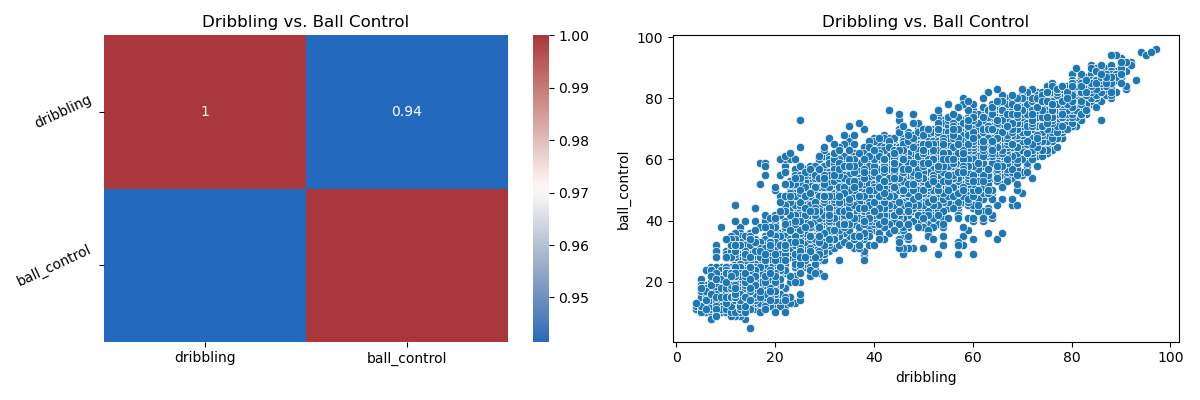 Dribbling vs. Ball Control
dribbling
ball_control
1
0.94
dribbling
ball_control
1.00
0.99
0.98
0.97
0.96
0.95
Dribbling vs. Ball Control
ball_control
100
80
60
40
20
0
20
40
60
80
100
dribbling